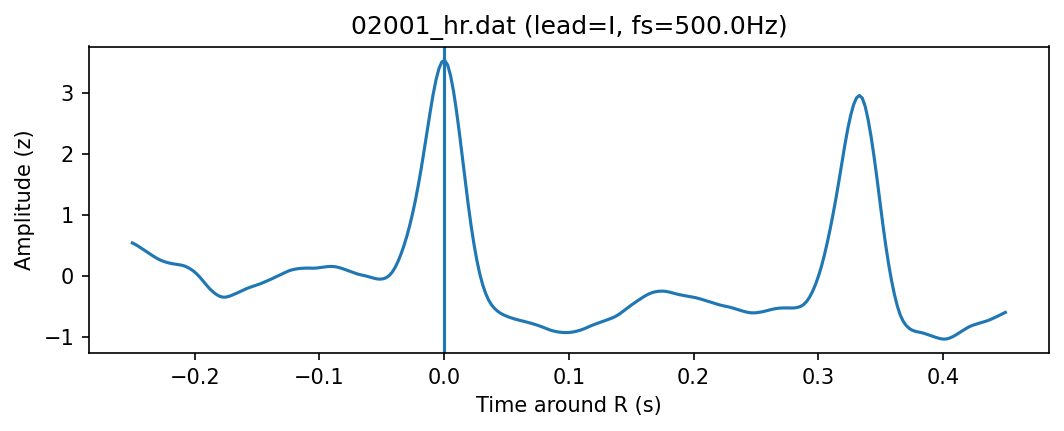 02001_hr.dat (lead=I, fs=500.0Hz)
Amplitude (z)
3
2
1
0
−1
−0.2 −0.1 0.0 0.1 0.2 0.3 0.4
Time around R (s)